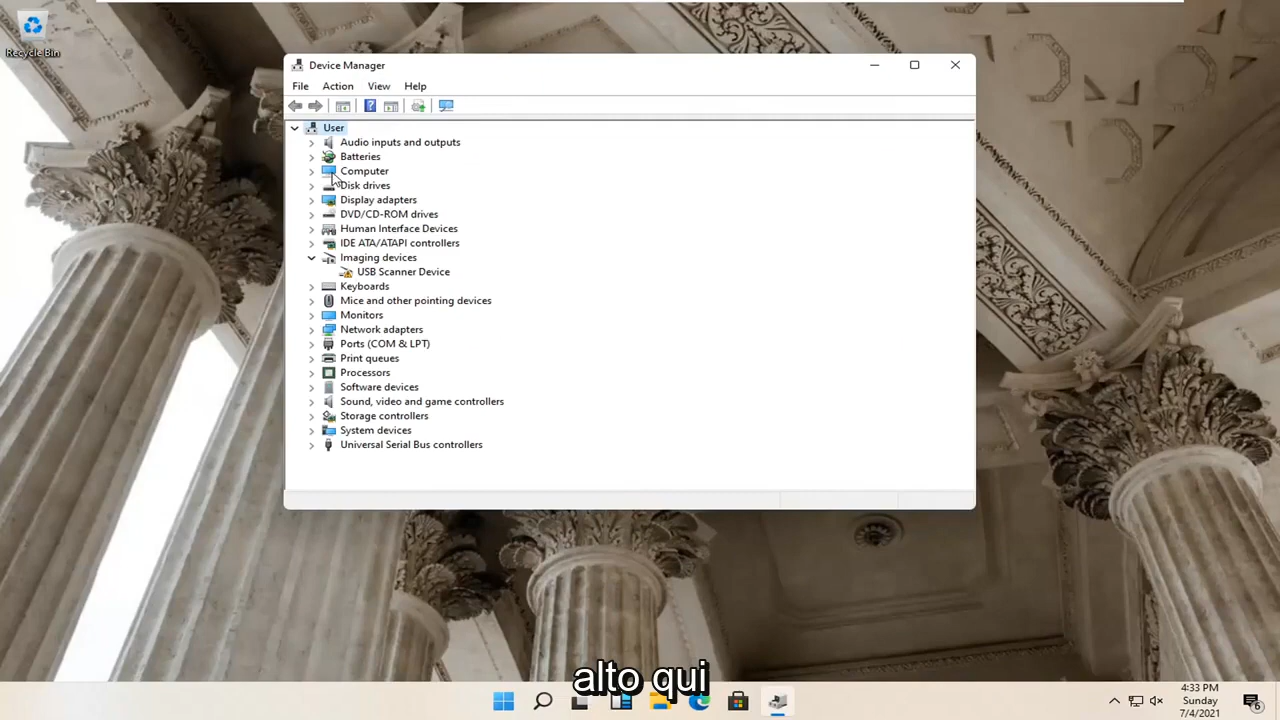 Recycle Bin
Device Manager
File Action View Help
User
Audio inputs and outputs
Batteries
Computer
Disk drives
Display adapters
DVD/CD-ROM drives
Human Interface Devices
IDE ATA/ATAPI controllers
Imaging devices
USB Scanner Device
Keyboards
Mice and other pointing devices
Monitors
Network adapters
Ports (COM & LPT)
Print queues
Processors
Software devices
Sound, video and game controllers
Storage controllers
System devices
Universal Serial Bus controllers
alto qui
4:33 PM
Sunday
7/4/2021
6